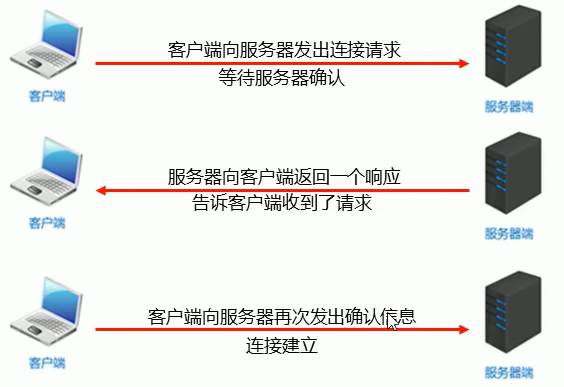 客户端向服务器发出连接请求
等待服务器确认
客户端
服务器端
服务器向客户端返回一个响应
告诉客户端收到了请求
客户端
服务器端
客户端向服务器再次发出确认信息
连接建立
客户端
服务器端